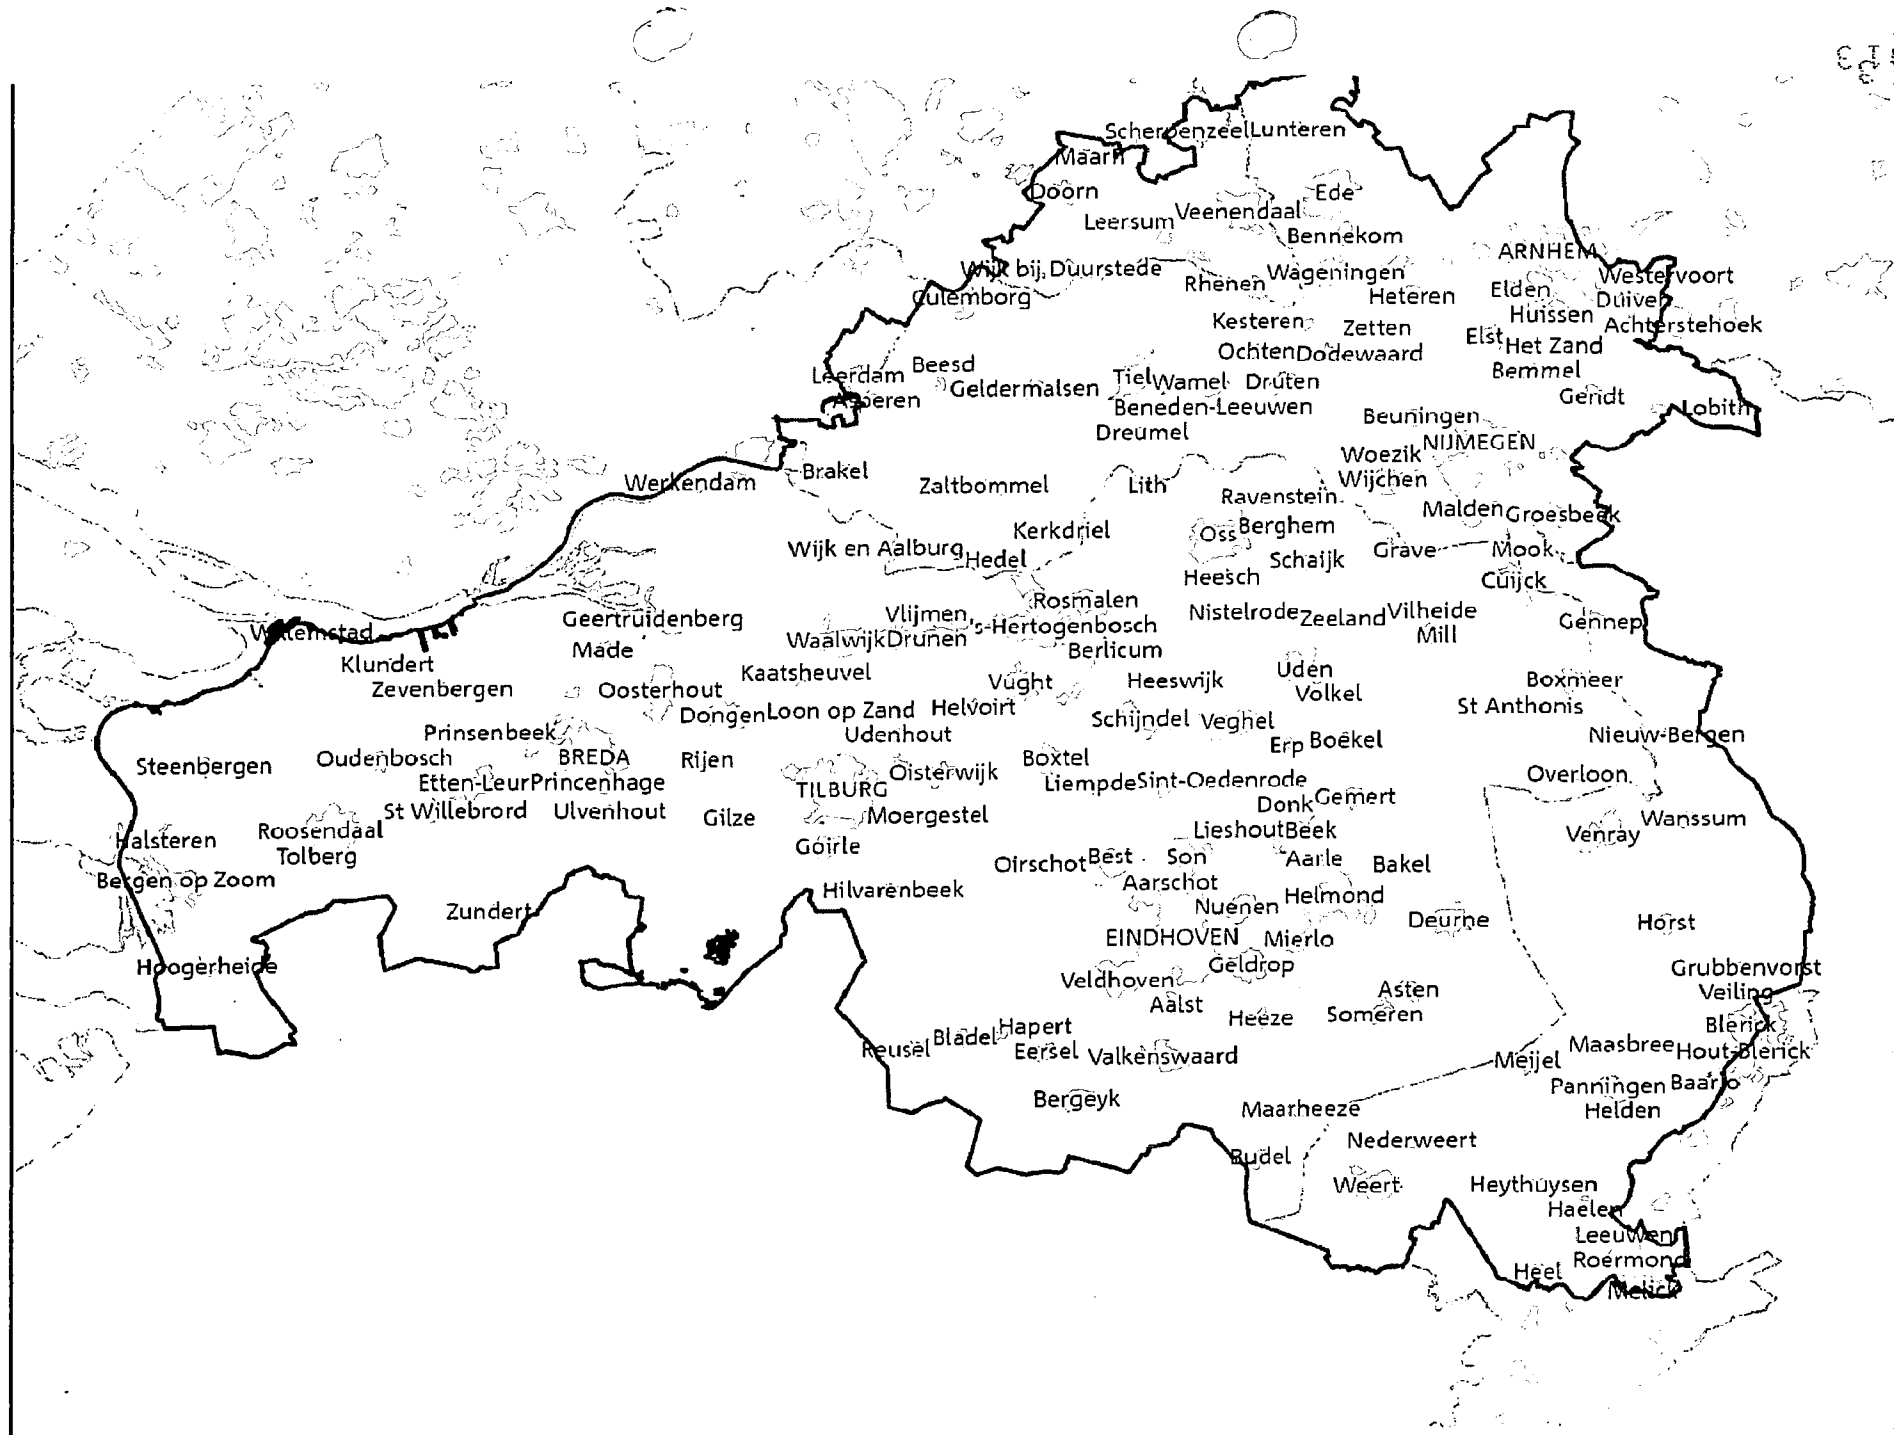 Scherpenzeel Lunteren
Maarn
Doorn
Ede
Leersum
Veenendaal
Bennekom
ARNHEM
Wijk bij Duurstede
Rhenen
Wageningen
Westervoort
Culemborg
Heteren
Elden
Duiven
Huissen
Kesteren
Zetten
Achterstehoek
Elst
Het Zand
Ochten Dodewaard
Bemmel
Leerdam
Beesd
Geldermalsen
Tiel Wamel Druten
Gendt
Asperen
Beneden-Leeuwen
Beuningen
Lobith
Dreumel
NIJMEGEN
Woezik
Brakel
Wijchen
Werkendam
Zaltbommel
Lith
Ravenstein
Malden
Groesbeek
Kerkdriel
Oss
Berghem
Wijk en Aalburg
Hedel
Schaijk
Grave
Mook
Heesch
Cuijck
Rosmalen
Geertruidenberg
Vlijmen
's-Hertogenbosch
Nistelrode
Zeeland
Vilheide
Gennep
Willemstad
Waalwijk Drunen
Mill
Made
Berlicum
Klundert
Kaatsheuvel
Vught
Heeswijk
Uden
Boxmeer
Zevenbergen
Oosterhout
Volkel
Dongen
Loon op Zand
Helvoirt
St Anthonis
Schijndel
Veghel
Prinsenbeek
Udenhout
Nieuw-Bergen
Erp
Boekel
Steenbergen
Oudenbosch
BREDA
Rijen
Oisterwijk
Boxtel
Etten-Leur Princenhage
TILBURG
Liempde Sint-Oedenrode
Overloon
St Willebrord
Ulvenhout
Gilze
Moergestel
Donk
Gemert
Wanssum
Halsteren
Roosendaal
Lieshout Beek
Venray
Goirle
Tolberg
Oirschot
Best
Son
Aarle
Bakel
Bergen op Zoom
Hilvarenbeek
Aarschot
Helmond
Nuenen
Zundert
Deurne
Horst
EINDHOVEN
Mierlo
Hoogerheide
Geldrop
Grubbenvorst
Veldhoven
Asten
Veiling
Aalst
Heeze
Someren
Blerick
Hapert
Bladel
Reusel
Eersel
Valkenswaard
Maasbree
Hout-Blerick
Meijel
Panningen
Baarlo
Bergeyk
Maarheeze
Helden
Nederweert
Budel
Weert
Heythuysen
Haelen
Leeuwen
Roermond
Heel
Melick